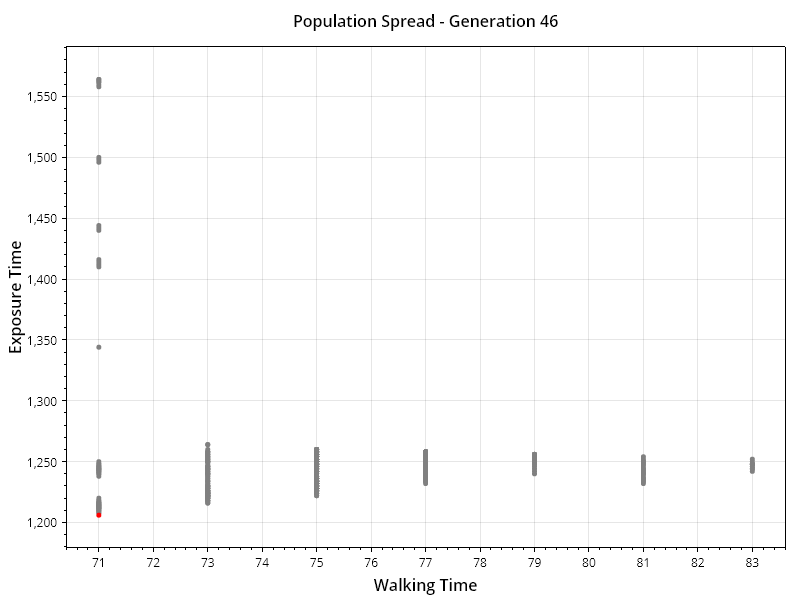 Population Spread - Generation 46
Exposure Time
1,550
1,500
1,450
1,400
1,350
1,300
1,250
1,200
71 72 73 74 75 76 77 78 79 80 81 82 83
Walking Time